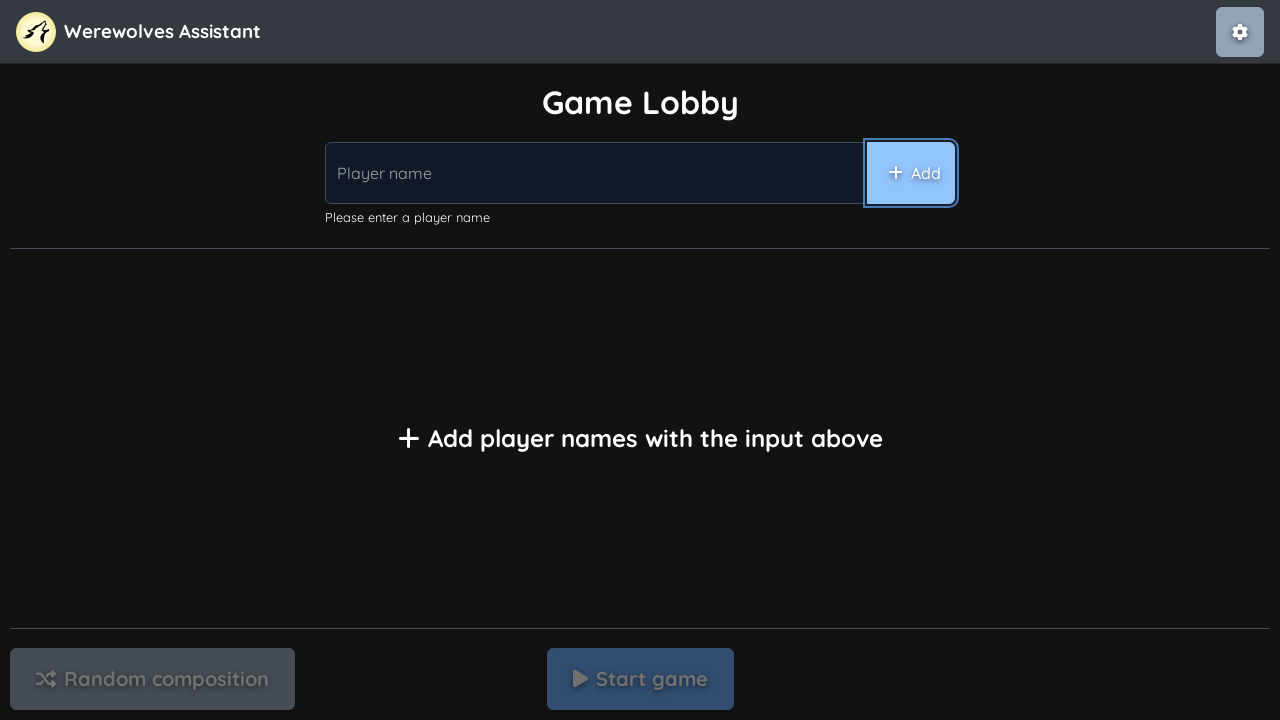 Werewolves Assistant
Game Lobby
Player name
Add
Please enter a player name
Add player names with the input above
Random composition
Start game